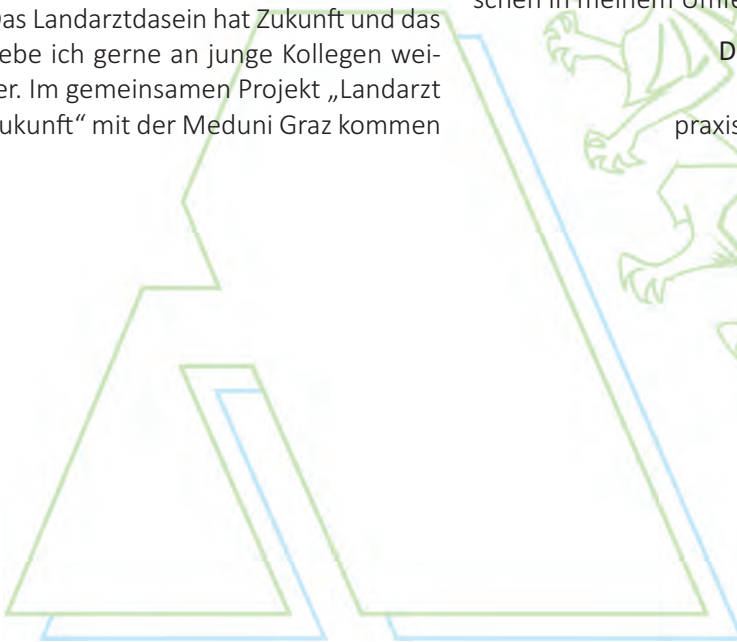 Das Landarztdasein hat Zukunft und das
ebe ich gerne an junge Kollegen wei-
er. Im gemeinsamen Projekt „Landarzt
ukunft“ mit der Meduni Graz kommen
schen in meinem
D
praxis